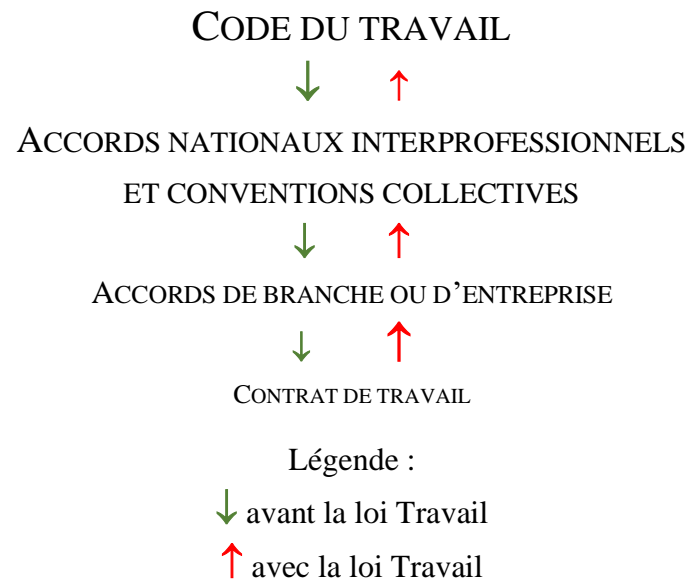 CODE DU TRAVAIL
↓ ↑
ACCORDS NATIONAUX INTERPROFESSIONNELS
ET CONVENTIONS COLLECTIVES
↓ ↑
ACCORDS DE BRANCHE OU D’ENTREPRISE
↓ ↑
CONTRAT DE TRAVAIL
Légende :
↓ avant la loi Travail
↑ avec la loi Travail